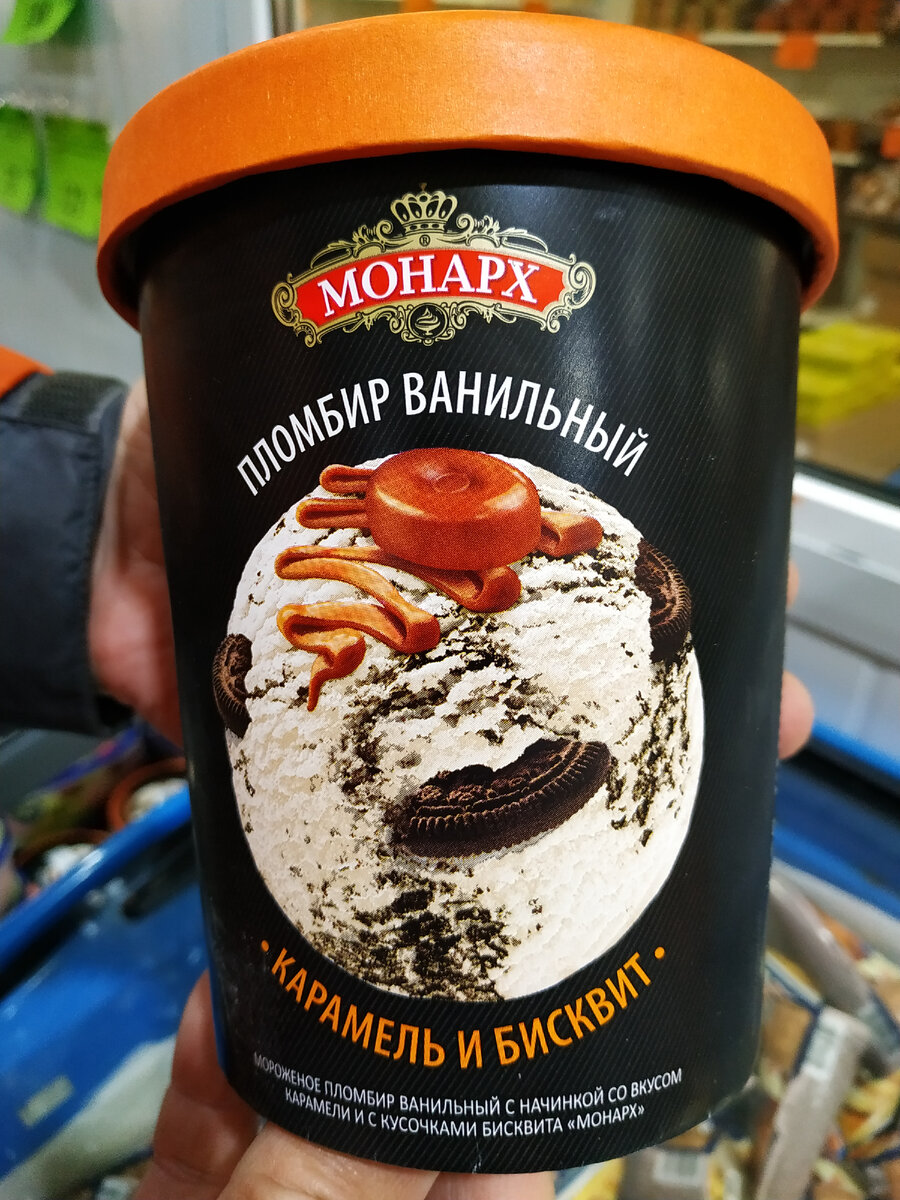 ®
МОНАРХ
ПЛОМБИР ВАНИЛЬНЫЙ
• КАРАМЕЛЬ И БИСКВИТ •
МОРОЖЕНОЕ ПЛОМБИР ВАНИЛЬНЫЙ С НАЧИНКОЙ СО ВКУСОМ
КАРАМЕЛИ И С КУСОЧКАМИ БИСКВИТА «МОНАРХ»